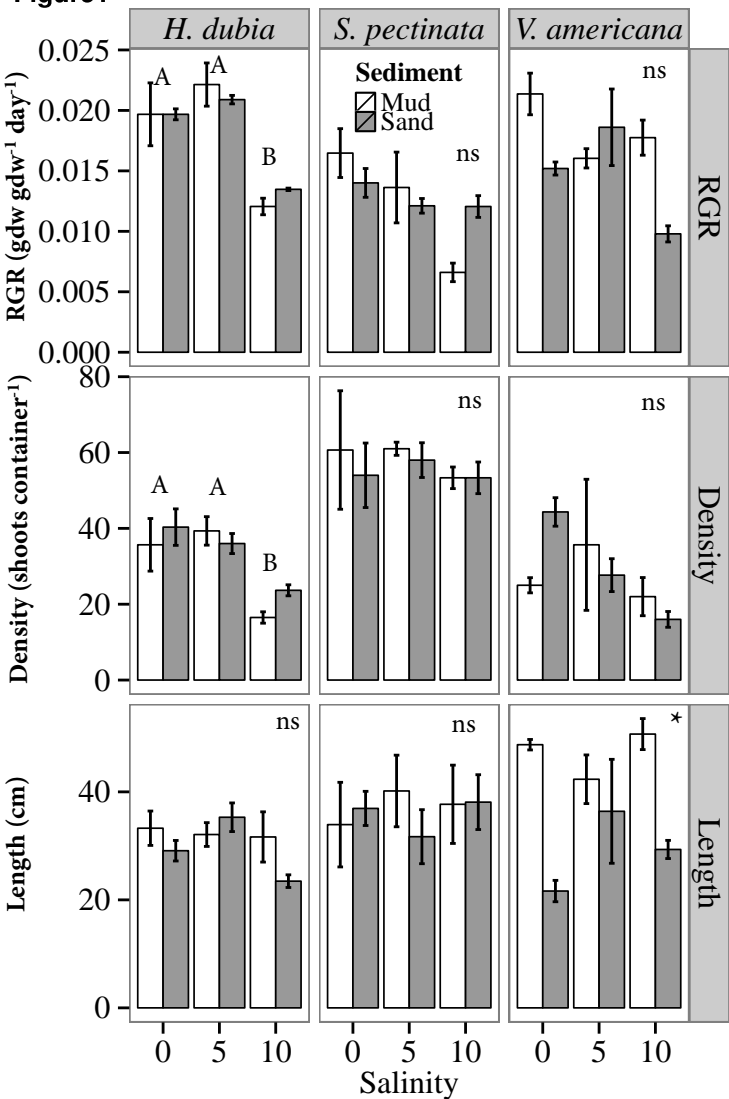 H. dubia S. pectinata V. americana
RGR (gdw gdw-1 day-1)
0.025
0.020
0.015
0.010
0.005
0.000
A A B
Sediment
Mud
Sand
ns
ns
RGR
Density (shoots container-1)
80
60
40
20
0
A A B
ns
ns
Density
Length (cm)
40
20
0
ns
ns
*
Length
0 5 10 0 5 10 0 5 10
Salinity